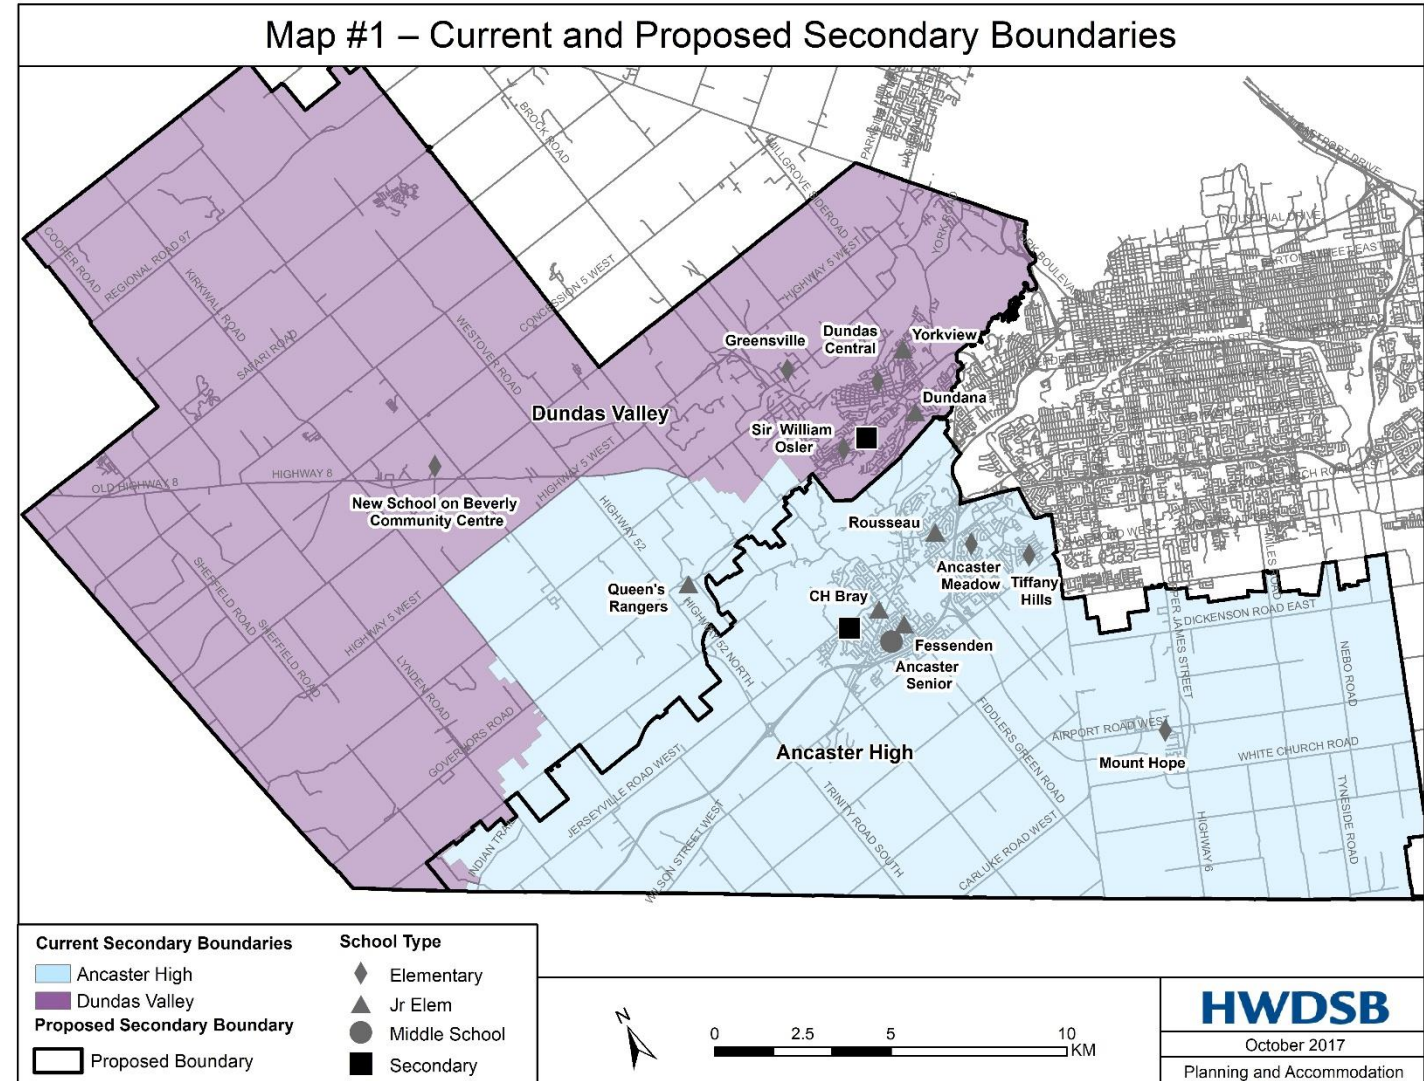 Map #1 – Current and Proposed Secondary Boundaries
BROCK ROAD
MILLGROVE SIDEROAD
EASTPORT DRIVE
COOPER ROAD
REGIONAL ROAD 97
KIRKWALL ROAD
SAFARI ROAD
WESTOVER ROAD
CONCESSION 5 WEST
HIGHWAY 5 WEST
YORK ROAD
INDUSTRIAL DRIVE
Greensville
Dundas
Central
Yorkview
Dundana
Dundas Valley
Sir William
Osler
OLD HIGHWAY 8
HIGHWAY 8
HIGHWAY 5 WEST
New School on Beverly
Community Centre
HIGHWAY 52
Rousseau
Ancaster
Meadow
Tiffany
Hills
Queen's
Rangers
CH Bray
Fessenden
Ancaster
Senior
SHEFFIELD ROAD
SHEFFIELD ROAD
HIGHWAY 5 WEST
LYNDEN ROAD
GOVERNORS ROAD
HIGHWAY 52 NORTH
DICKENSON ROAD EAST
NEBO ROAD
FIDDLERS GREEN ROAD
AIRPORT ROAD WEST
WHITE CHURCH ROAD
Mount Hope
Ancaster High
JERSEYVILLE ROAD WEST
WILSON STREET WEST
TRINITY ROAD SOUTH
CARLUKE ROAD WEST
HIGHWAY 6
TYNESIDE ROAD
Current Secondary Boundaries
Ancaster High
Dundas Valley
Proposed Secondary Boundary
Proposed Boundary
School Type
Elementary
Jr Elem
Middle School
Secondary
N
0 2.5 5 10
KM
HWDSB
October 2017
Planning and Accommodation